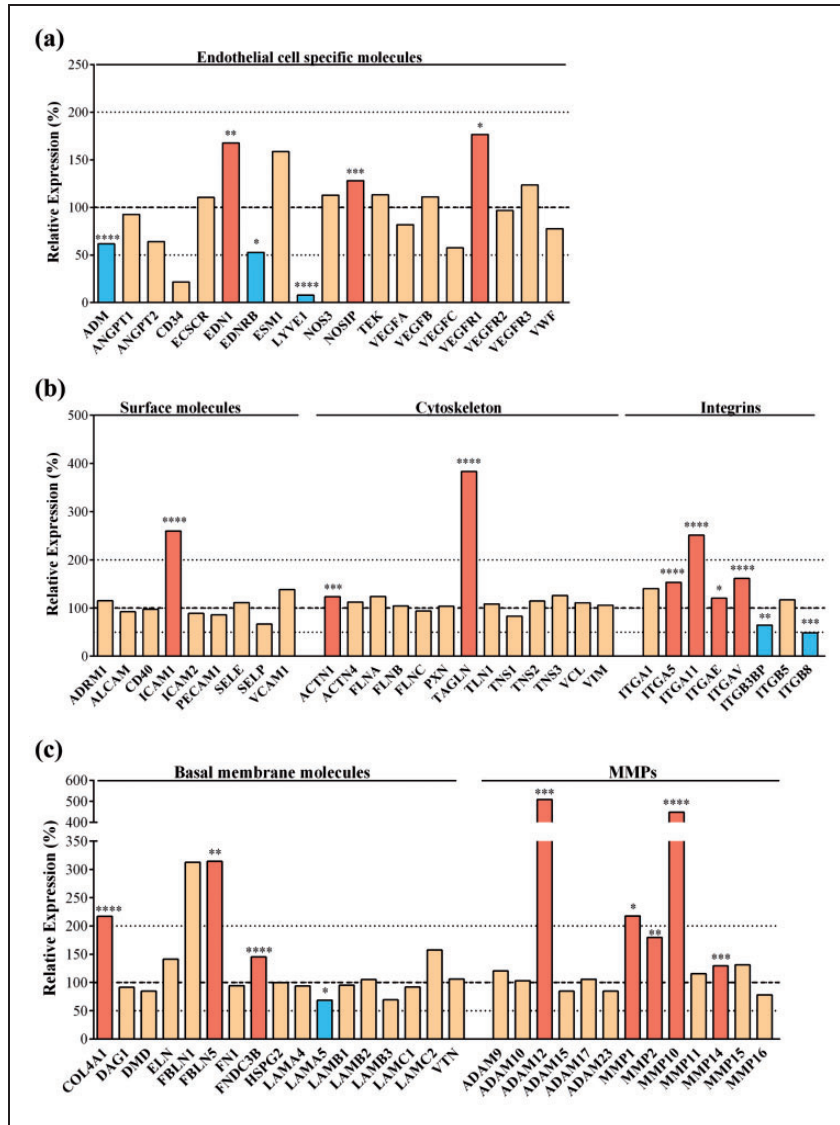 (a)
Endothelial cell specific molecules
Relative Expression (%)
250
200
150
100
50
0
**** * **** ** *** *
ADM ANGPT1 ANGPT2 CD34 ECSCR EDN1 EDNRB ESM1 LYVE1 NOS3 NOSIP TEK VEGFA VEGFB VEGFC VEGFR1 VEGFR2 VEGFR3 VWF
(b)
Surface molecules Cytoskeleton Integrins
Relative Expression (%)
500
400
300
200
100
0
**** *** **** **** **** * **** ** ***
ADRM1 ALCAM CD40 ICAM1 ICAM2 PECAM1 SELE SELP VCAM1 ACTN1 ACTN4 FLNA FLNB FLNC PXN TAGLN TLN1 TNS1 TNS2 TNS3 VCL VIM ITGA1 ITGA5 ITGA11 ITGAE ITGAV ITGB3BP ITGB5 ITGB8
(c)
Basal membrane molecules MMPs
Relative Expression (%)
600
500
400
350
300
250
200
150
100
50
0
**** ** **** * *** * ** **** ***
COL4A1 DAG1 DMD ELN FBLN1 FBLN5 FN1 FNDC3B HSPG2 LAMA4 LAMA5 LAMB1 LAMB2 LAMB3 LAMC1 LAMC2 VTN ADAM9 ADAM10 ADAM12 ADAM15 ADAM17 ADAM23 MMP1 MMP2 MMP10 MMP11 MMP14 MMP15 MMP16